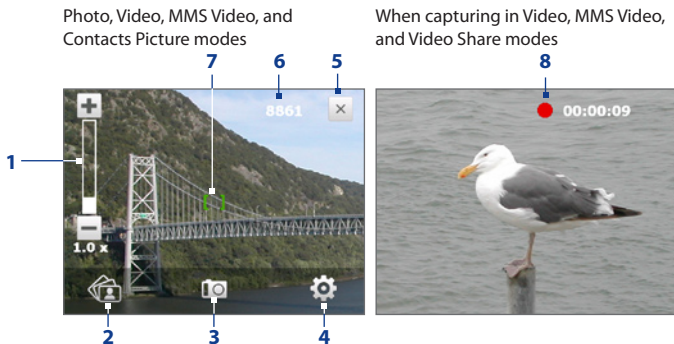 Photo, Video, MMS Video, and
Contacts Picture modes
When capturing in Video, MMS Video,
and Video Share modes
7
6
5
8
8861
00:00:09
1
1.0 x
2
3
4